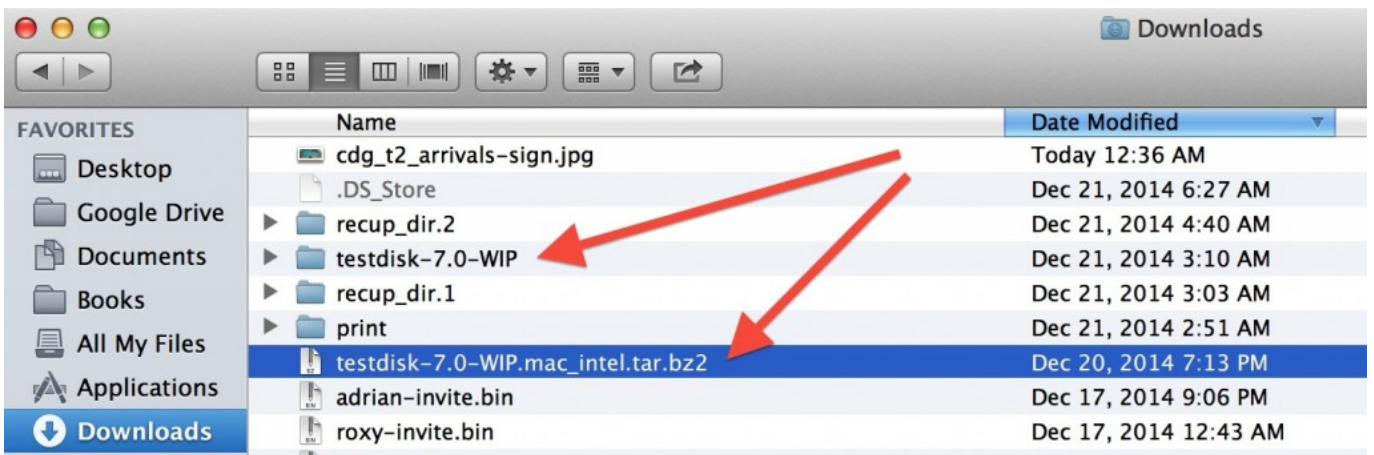 Downloads
FAVORITES
Desktop
Google Drive
Documents
Books
All My Files
Applications
Downloads
Name Date Modified
cdg_t2_arrivals-sign.jpg Today 12:36 AM
.DS_Store Dec 21, 2014 6:27 AM
recup_dir.2 Dec 21, 2014 4:40 AM
testdisk-7.0-WIP Dec 21, 2014 3:10 AM
recup_dir.1 Dec 21, 2014 3:03 AM
print Dec 21, 2014 2:51 AM
testdisk-7.0-WIP.mac_intel.tar.bz2 Dec 20, 2014 7:13 PM
adrian-invite.bin Dec 17, 2014 9:06 PM
roxy-invite.bin Dec 17, 2014 12:43 AM